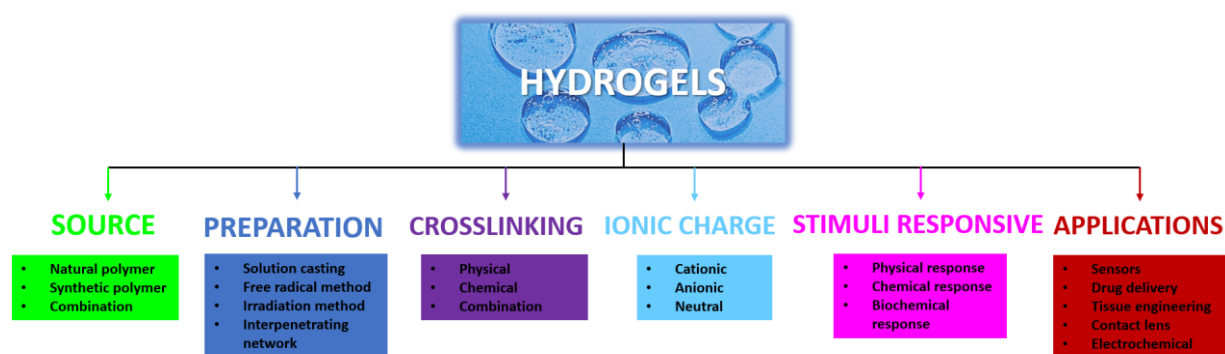 HYDROGELS
SOURCE
Natural polymer
Synthetic polymer
Combination
PREPARATION
Solution casting
Free radical method
Irradiation method
Interpenetrating
network
CROSSLINKING
Physical
Chemical
Combination
IONIC CHARGE
Cationic
Anionic
Neutral
STIMULI RESPONSIVE
Physical response
Chemical response
Biochemical
response
APPLICATIONS
Sensors
Drug delivery
Tissue engineering
Contact lens
Electrochemical